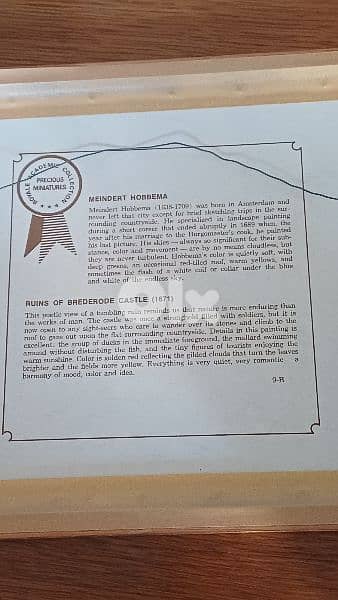 ROWLES ACADEMIC COLLECTION
PRECIOUS
MINIATURES
MEINDERT HOBBEMA
Meindert Hobbema (1638-1709) was born in Amsterdam and
never left that city except for brief sketching trips in the sur-
rounding countryside. He specialized in landscape painting
during a short career that ended abruptly in 1689 when, the
year after his marriage to the Burgomaster's cook, he painted
his last picture. His skies — always so significant for their sub-
stance, color and movement — are by no means cloudless, but
they are never turbulent. Hobbema's color is quietly soft, with
deep greens, an occasional red-tiled roof, warm yellows, and
sometimes the flash of a white sail or collar under the blue
and white of the endless sky.
RUINS OF BREDERODE CASTLE (1671)
This poetic view of a tumbling ruin reminds us that nature is more enduring than
the works of man. The castle was once a stronghold filled with soldiers, but it is
now open to any sight-seers who care to wander over its stones and climb to the
roof to gaze out upon the flat surrounding countryside. Details in this painting is
excellent: the group of ducks in the immediate foreground, the mallard swimming
around without disturbing the fish, and the tiny figures of tourists enjoying the
warm sunshine. Color is golden red reflecting the gilded clouds that turn the leaves
brighter and the fields more yellow. Everything is very quiet, very romantic – a
harmony of mood, color and idea.
9-R